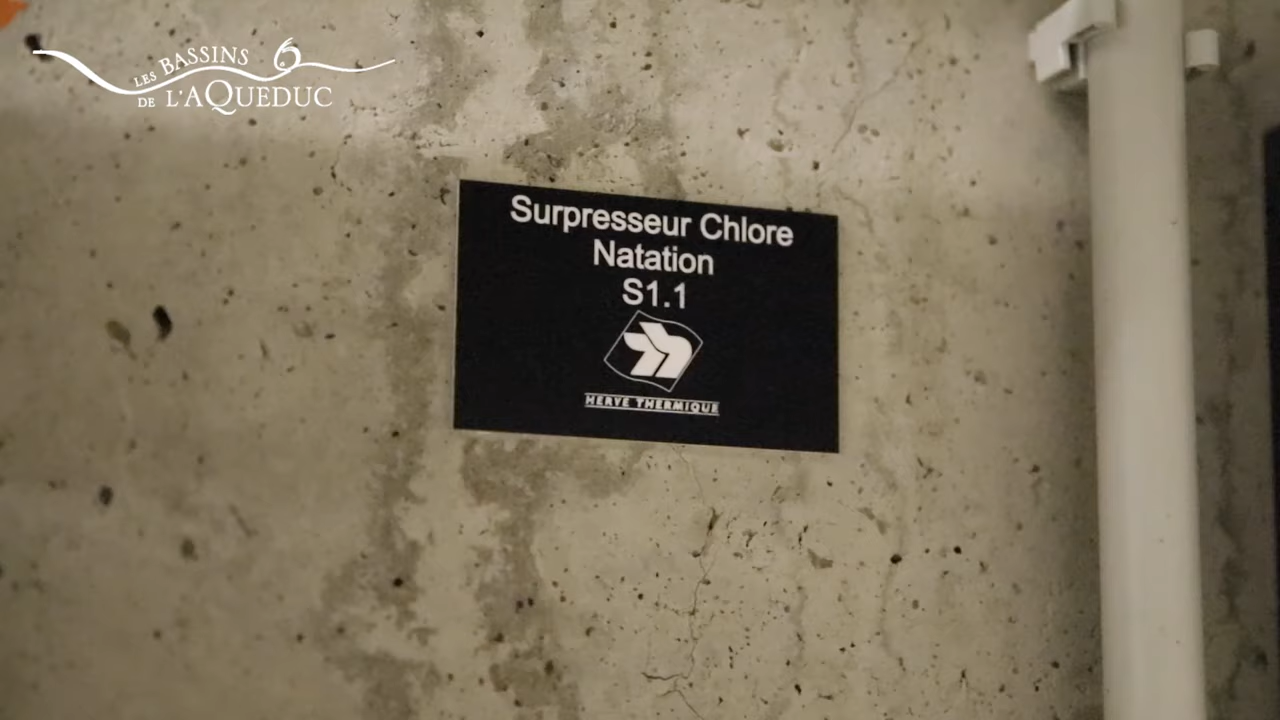 LES BASSINS
DE L'AQUEDUC
Surpresseur Chlore
Natation
S1.1
HERVE THERMIQUE